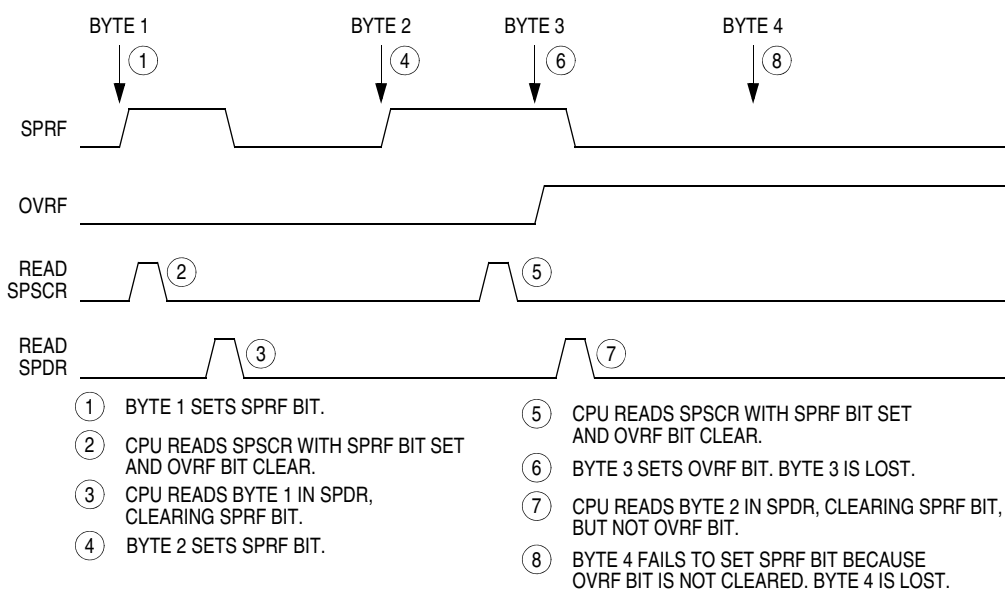 BYTE 1 BYTE 2 BYTE 3 BYTE 4
1 4 6 8
SPRF
OVRF
READ
SPSCR
2 5
READ
SPDR
3 7
1 BYTE 1 SETS SPRF BIT.
2 CPU READS SPSCR WITH SPRF BIT SET
AND OVRF BIT CLEAR.
3 CPU READS BYTE 1 IN SPDR,
CLEARING SPRF BIT.
4 BYTE 2 SETS SPRF BIT.
5 CPU READS SPSCR WITH SPRF BIT SET
AND OVRF BIT CLEAR.
6 BYTE 3 SETS OVRF BIT. BYTE 3 IS LOST.
7 CPU READS BYTE 2 IN SPDR, CLEARING SPRF BIT,
BUT NOT OVRF BIT.
8 BYTE 4 FAILS TO SET SPRF BIT BECAUSE
OVRF BIT IS NOT CLEARED. BYTE 4 IS LOST.